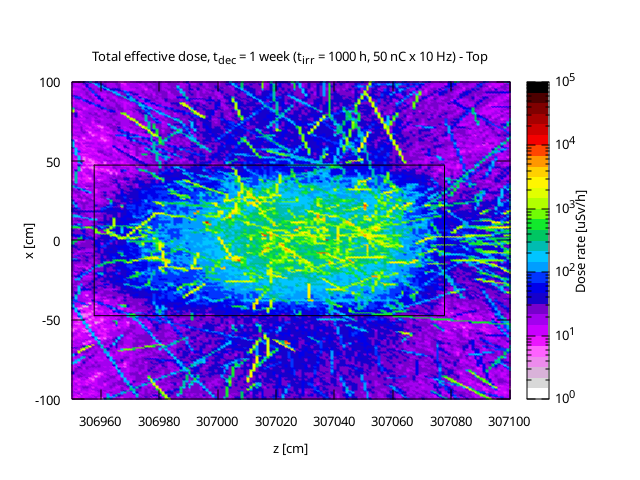 Total effective dose, t_dec = 1 week (t_irr = 1000 h, 50 nC x 10 Hz) - Top
100
50
0
-50
-100
x [cm]
306960 306980 307000 307020 307040 307060 307080 307100
z [cm]
10^5
10^4
10^3
10^2
10^1
10^0
Dose rate [uSv/h]